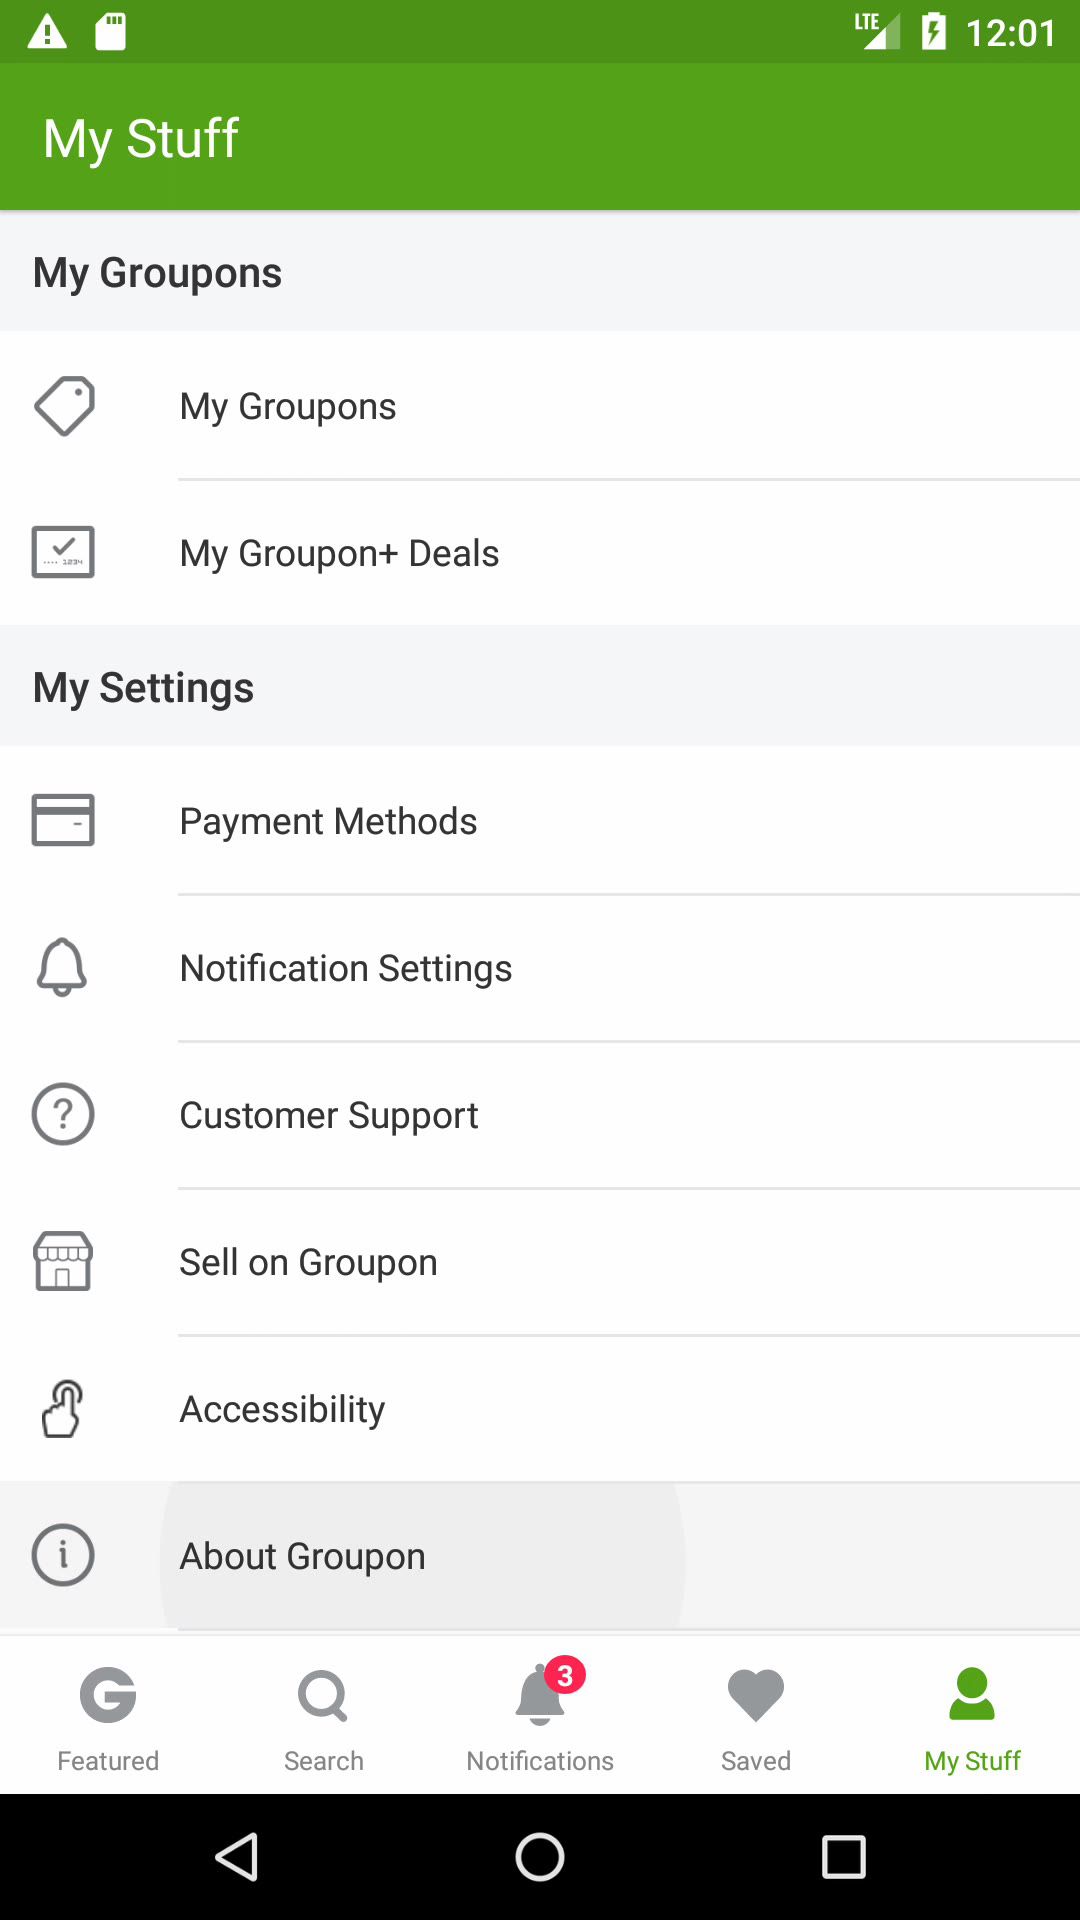 LTE 12:01
My Stuff
My Groupons
My Groupons
1234
My Groupon+ Deals
My Settings
Payment Methods
Notification Settings
?
Customer Support
Sell on Groupon
Accessibility
i
About Groupon
G
3
Featured
Search
Notifications
Saved
My Stuff